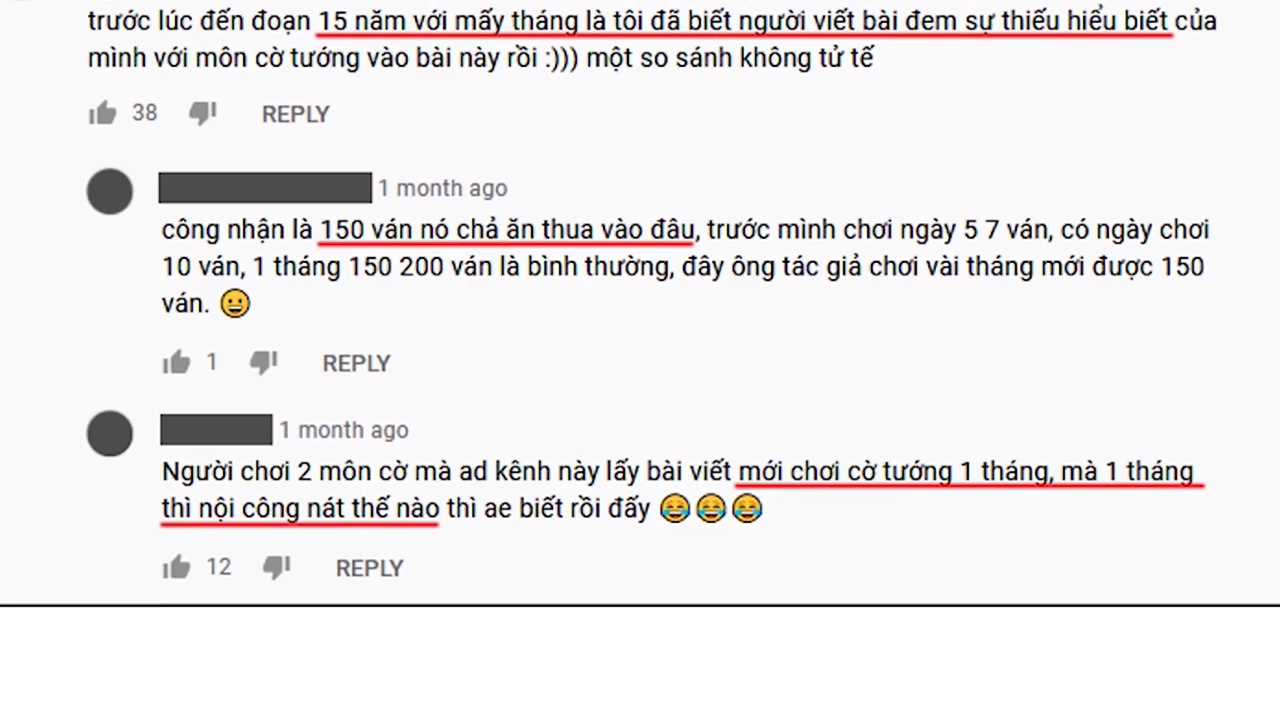 trước lúc đến đoạn 15 năm với mấy tháng là tôi đã biết người viết bài đem sự thiếu hiểu biết của
mình với môn cờ tướng vào bài này rồi :))) một so sánh không tử tế
38 REPLY
1 month ago
công nhận là 150 ván nó chả ăn thua vào đâu, trước mình chơi ngày 5 7 ván, có ngày chơi
10 ván, 1 tháng 150 200 ván là bình thường, đây ông tác giả chơi vài tháng mới được 150
ván. 😀
1 REPLY
1 month ago
Người chơi 2 môn cờ mà ad kênh này lấy bài viết mới chơi cờ tướng 1 tháng, mà 1 tháng
thì nội công nát thế nào thì ae biết rồi đấy 😂😂😂
12 REPLY